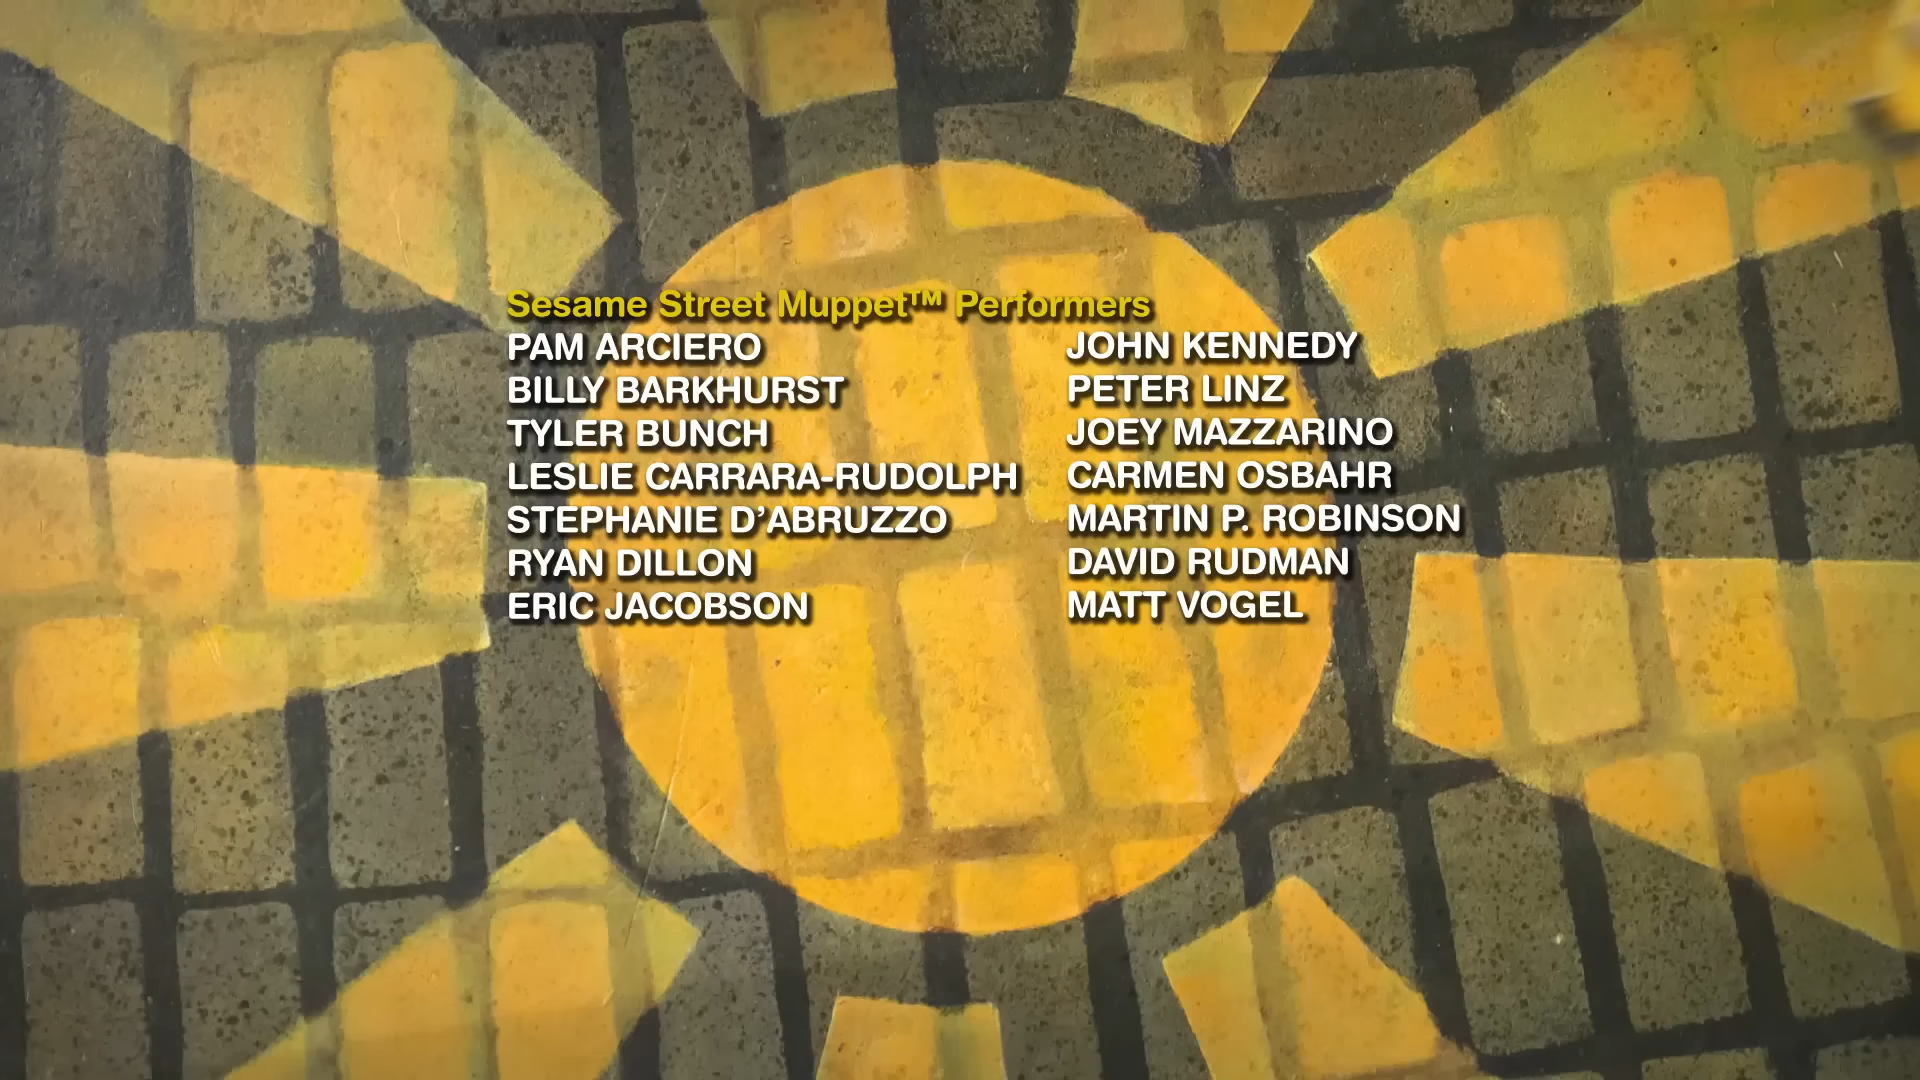 Sesame Street Muppet™ Performers
PAM ARCIERO
BILLY BARKHURST
TYLER BUNCH
LESLIE CARRARA-RUDOLPH
STEPHANIE D’ABRUZZO
RYAN DILLON
ERIC JACOBSON
JOHN KENNEDY
PETER LINZ
JOEY MAZZARINO
CARMEN OSBAHR
MARTIN P. ROBINSON
DAVID RUDMAN
MATT VOGEL